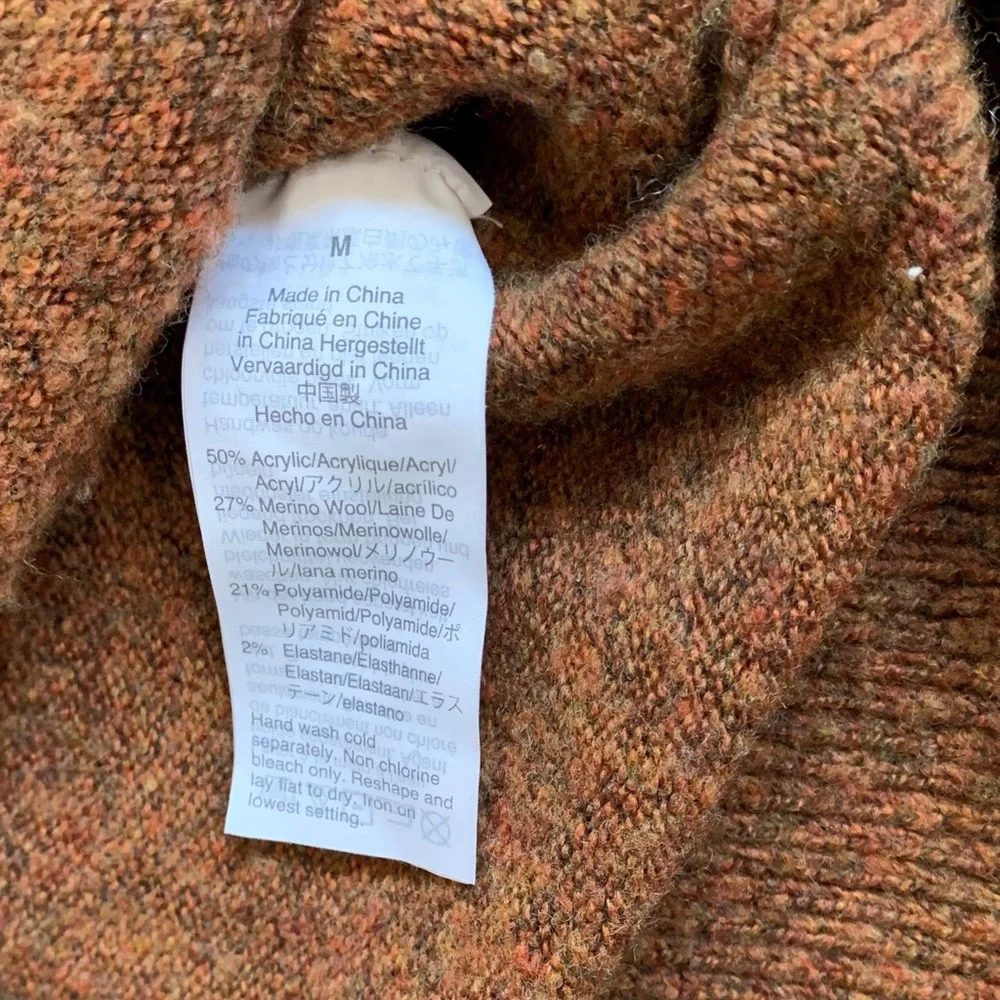 M
Made in China
Fabriqué en Chine
in China Hergestellt
Vervaardigd in China
中国製
Hecho en China
50% Acrylic/Acrylique/Acryl/
Acryl/アクリル/acrílico
27% Merino Wool/Laine De
Merinos/Merinowolle/
Merinowol/メリノウー
ル/lana merino
21% Polyamide/Polyamide/
Polyamid/Polyamide/ポ
リアミド/poliamida
2% Elastane/Élasthanne/
Elastan/Elastaan/エラス
テーン/elastano
Hand wash cold
separately. Non chlorine
bleach only. Reshape and
lay flat to dry. Iron on
lowest setting.